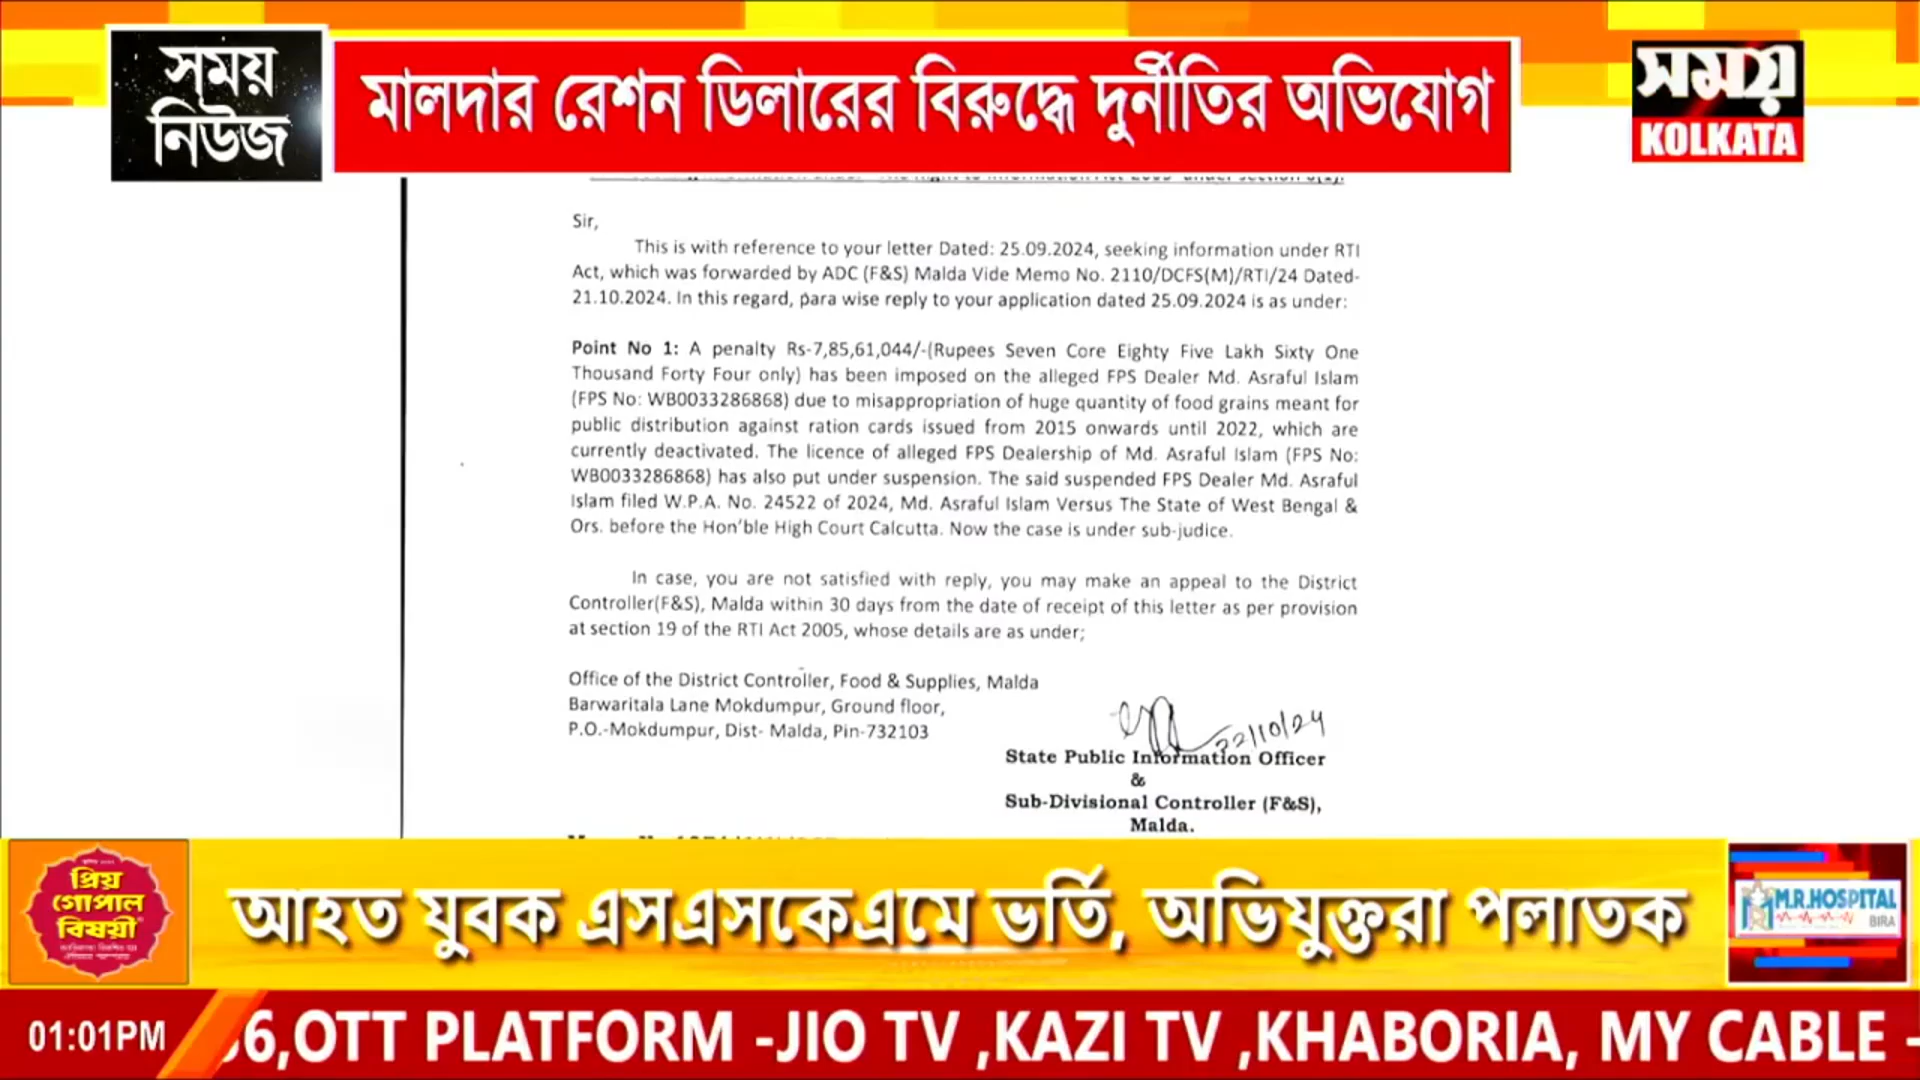 সময়
নিউজ
মালদার রেশন ডিলারের বিরুদ্ধে দুর্নীতির অভিযোগ
সময়
KOLKATA
Sir,
This is with reference to your letter Dated: 25.09.2024, seeking information under RTI
Act, which was forwarded by ADC (F&S) Malda Vide Memo No. 2110/DCFS(M)/RTI/24 Dated-
21.10.2024. In this regard, para wise reply to your application dated 25.09.2024 is as under:
Point No 1: A penalty Rs-7,85,61,044/-(Rupees Seven Core Eighty Five Lakh Sixty One
Thousand Forty Four only) has been imposed on the alleged FPS Dealer Md. Asraful Islam
(FPS No: WB0033286868) due to misappropriation of huge quantity of food grains meant for
public distribution against ration cards issued from 2015 onwards until 2022, which are
currently deactivated. The licence of alleged FPS Dealership of Md. Asraful Islam (FPS No:
WB0033286868) has also put under suspension. The said suspended FPS Dealer Md. Asraful
Islam filed W.P.A. No. 24522 of 2024, Md. Asraful Islam Versus The State of West Bengal &
Ors. before the Hon'ble High Court Calcutta. Now the case is under sub-judice.
In case, you are not satisfied with reply, you may make an appeal to the District
Controller(F&S), Malda within 30 days from the date of receipt of this letter as per provision
at section 19 of the RTI Act 2005, whose details are as under;
Office of the District Controller, Food & Supplies, Malda
Barwaritala Lane Mokdumpur, Ground floor,
P.O.-Mokdumpur, Dist- Malda, Pin-732103
22/10/24
State Public Information Officer
&
Sub-Divisional Controller (F&S),
Malda.
প্রিয়
গোপাল
বিষয়ী
আহত যুবক এসএসকেএমে ভর্তি, অভিযুক্তরা পলাতক
M.R.HOSPITAL
BIRA
01:01PM
6,OTT PLATFORM -JIO TV ,KAZI TV ,KHABORIA, MY CABLE -